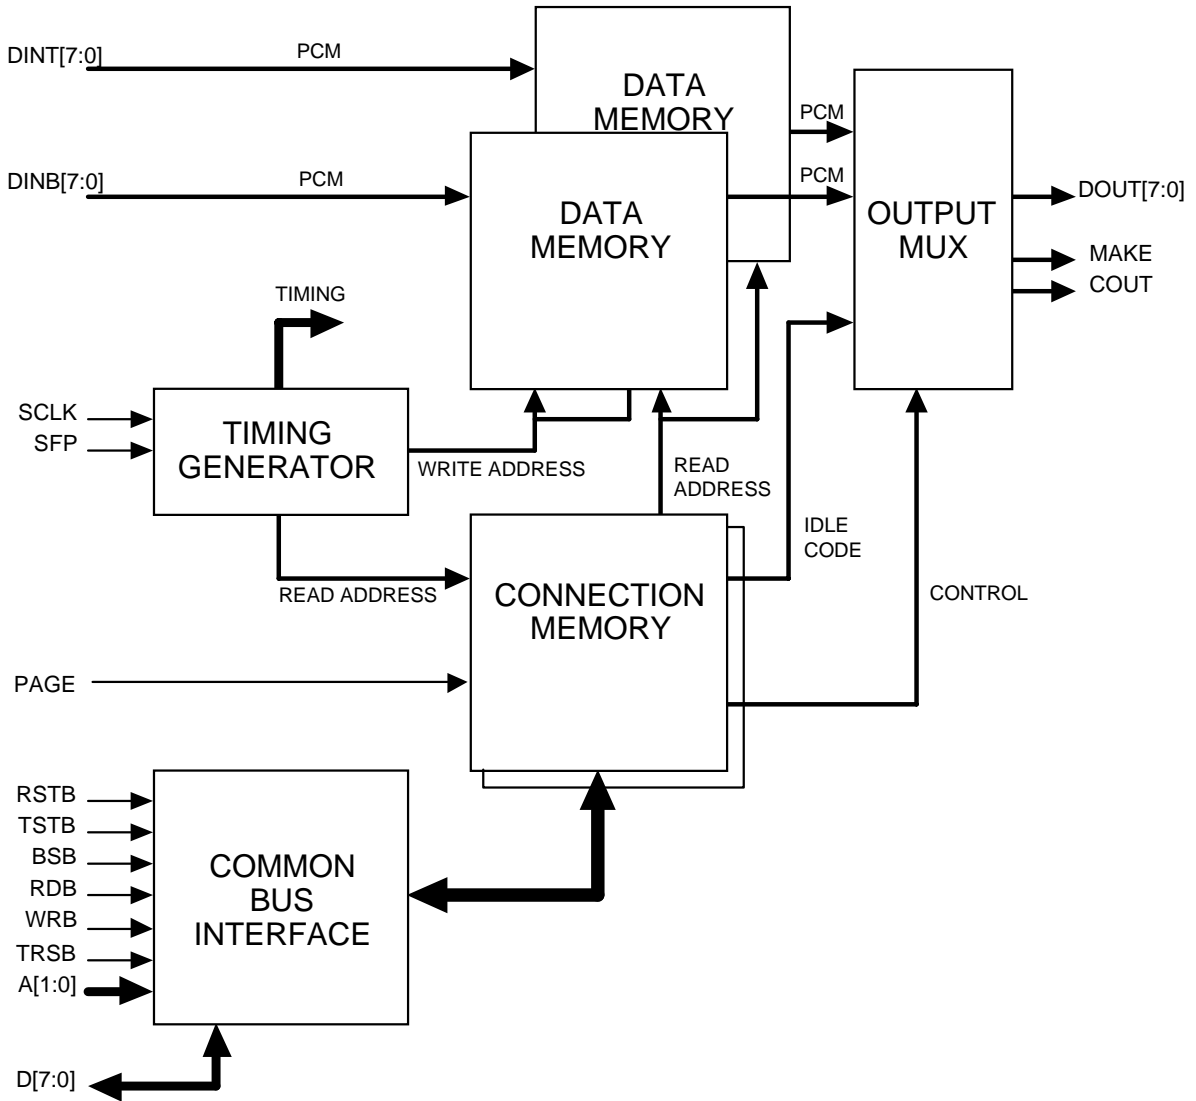 DINT[7:0]
PCM
DATA
MEMORY
PCM
DINB[7:0]
PCM
DATA
MEMORY
PCM
OUTPUT
MUX
DOUT[7:0]
MAKE
COUT
TIMING
SCLK
SFP
TIMING
GENERATOR
WRITE ADDRESS
READ
ADDRESS
IDLE
CODE
READ ADDRESS
CONNECTION
MEMORY
CONTROL
PAGE
RSTB
TSTB
BSB
RDB
WRB
TRSB
A[1:0]
COMMON
BUS
INTERFACE
D[7:0]